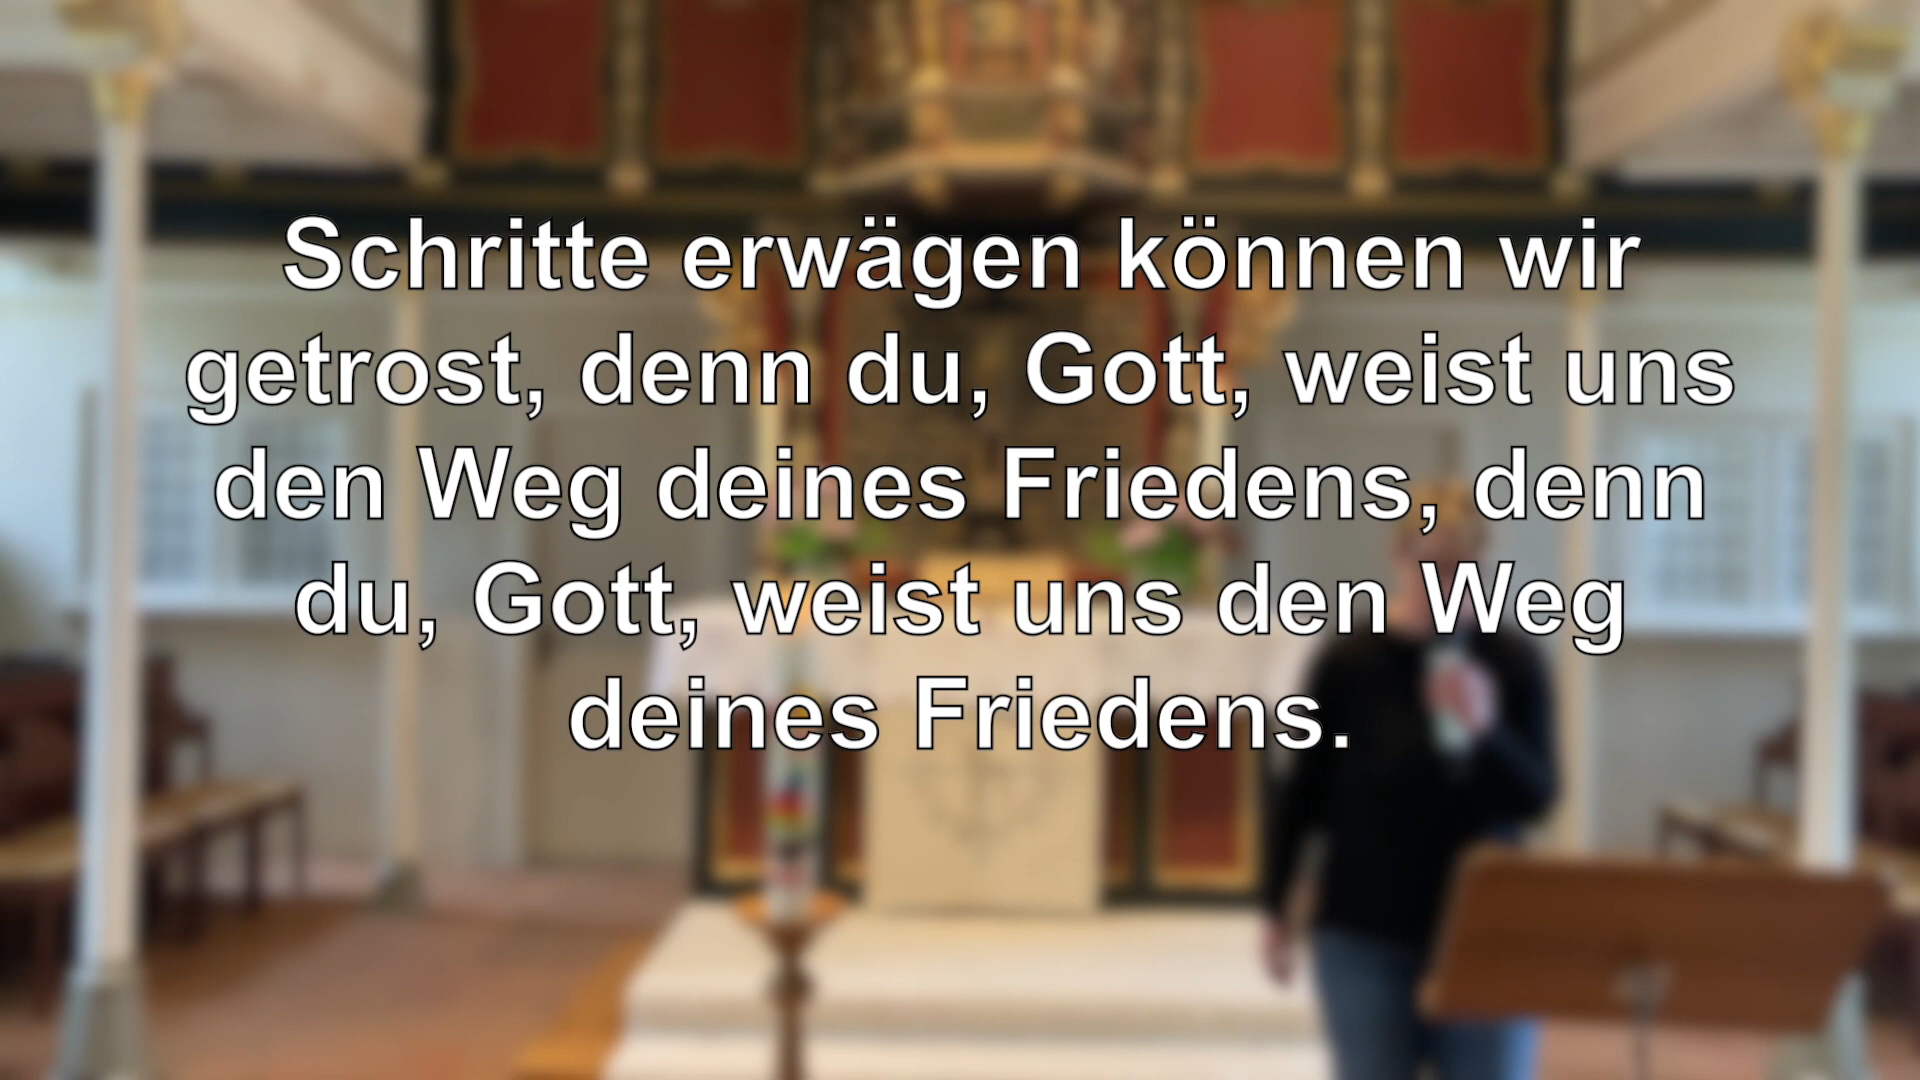 Schritte erwägen können wir
getrost, denn du, Gott, weist uns
den Weg deines Friedens, denn
du, Gott, weist uns den Weg
deines Friedens.